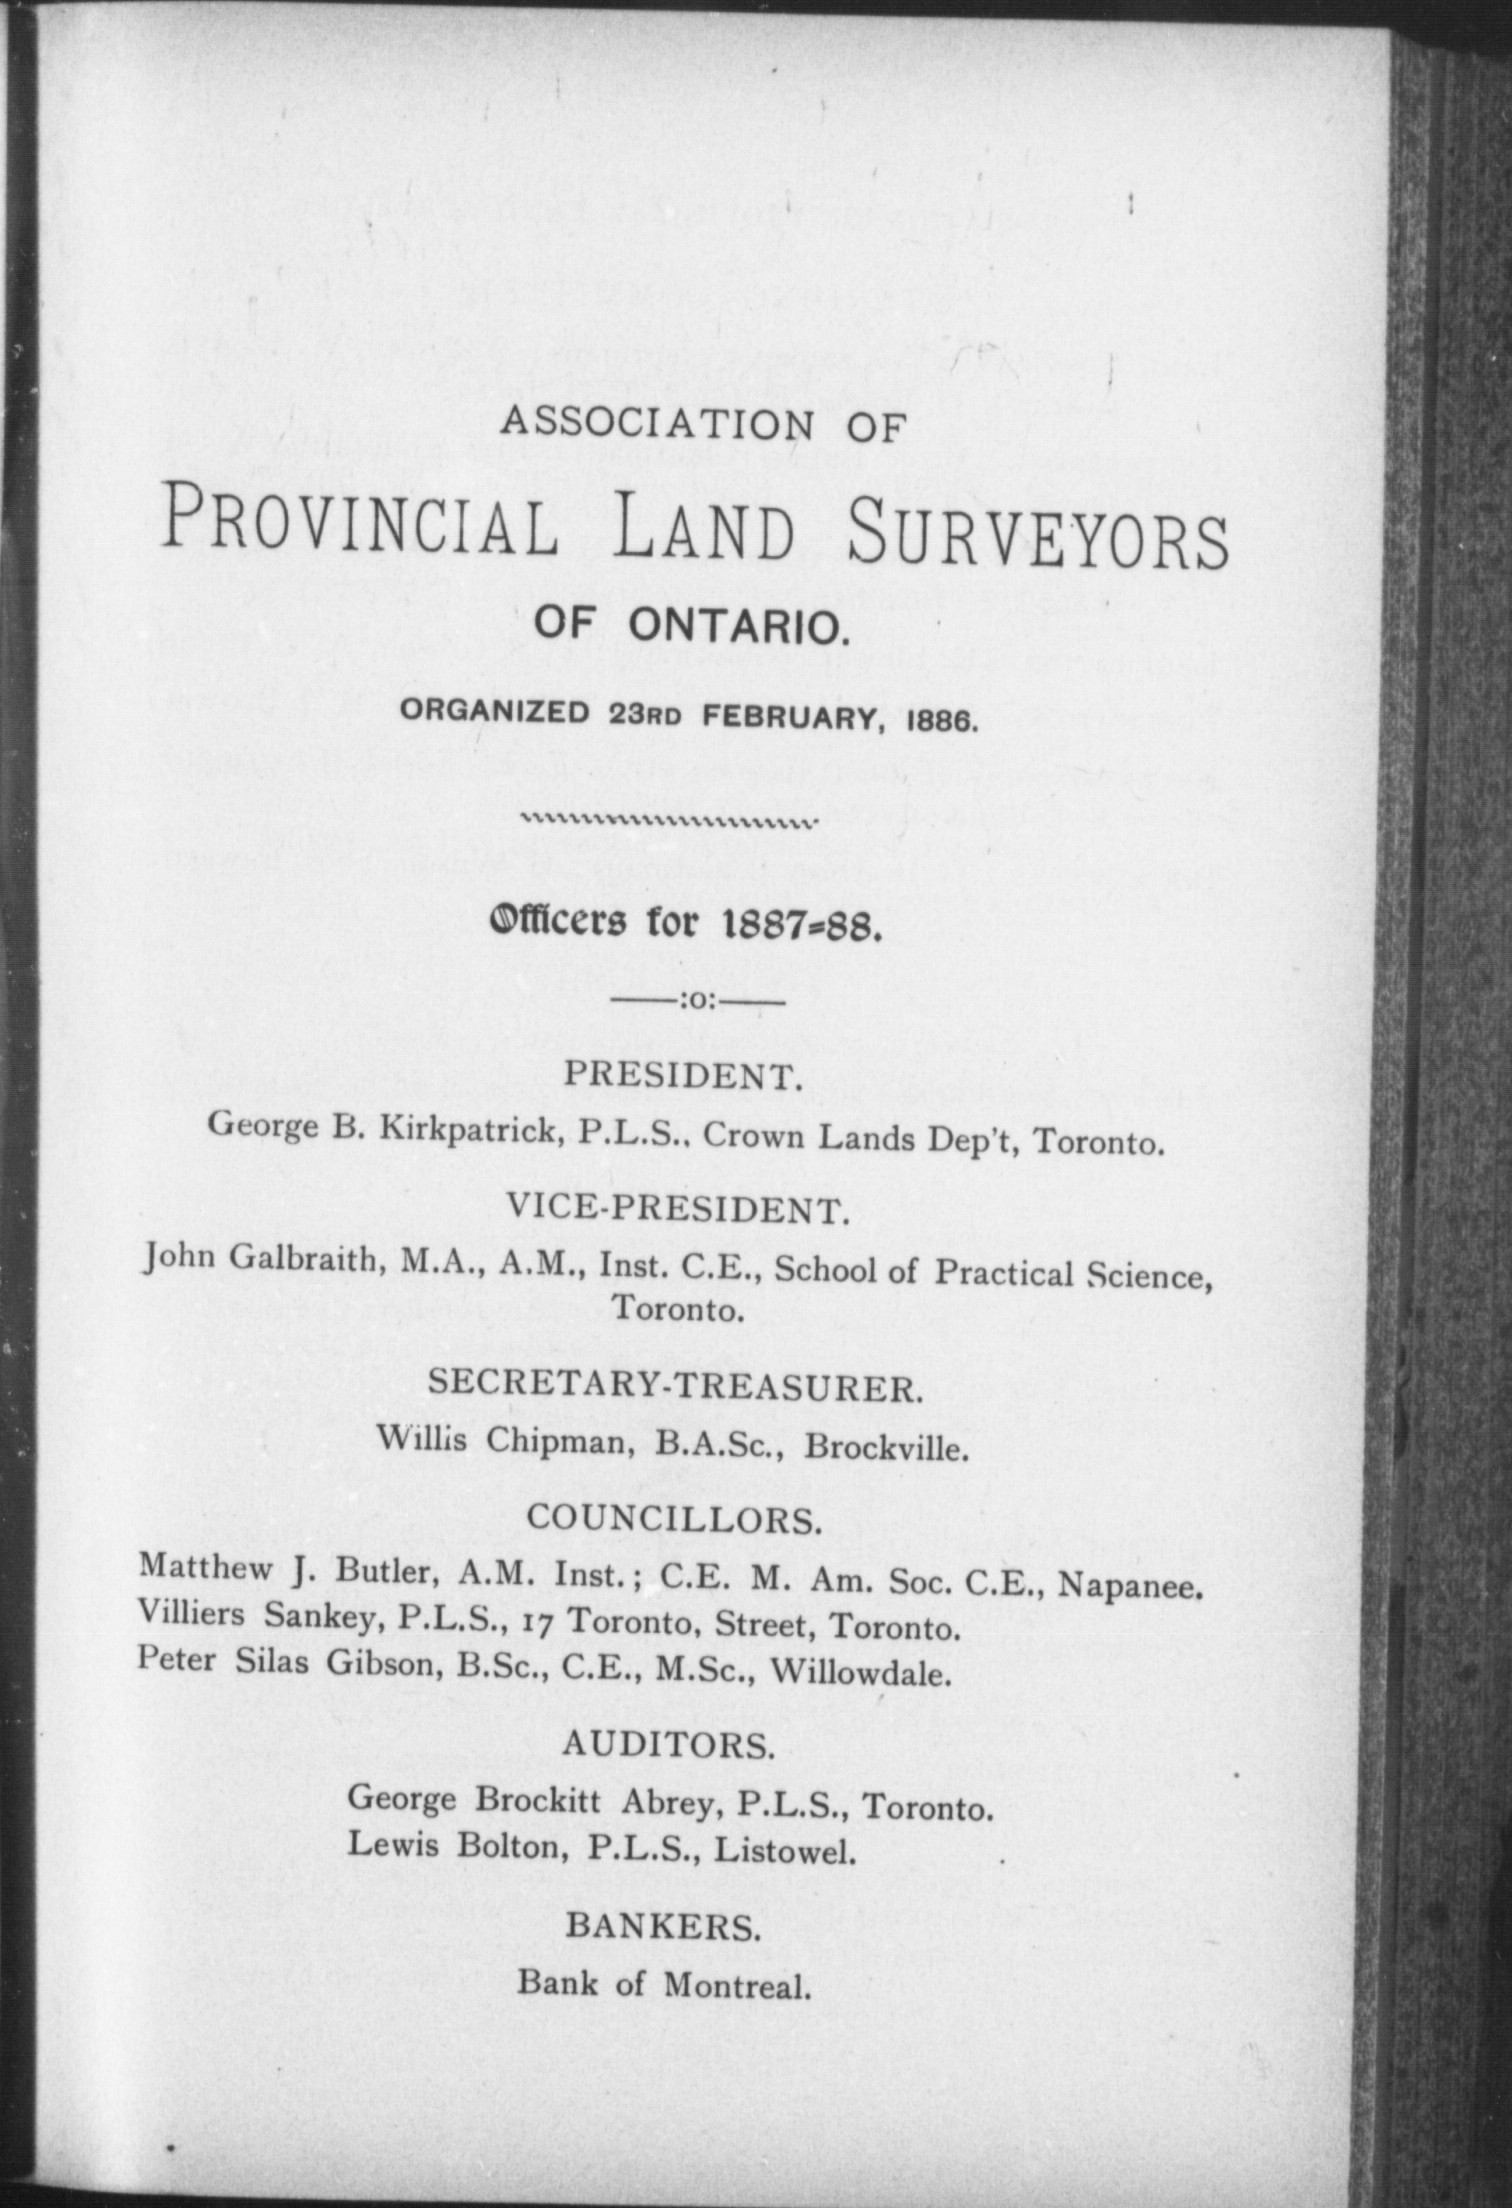 ASSOCIATION OF
PROVINCIAL LAND SURVEYORS
OF ONTARIO.
ORGANIZED 23RD FEBRUARY, 1886.
Officers for 1887=88.
——:o:——
PRESIDENT.
George B. Kirkpatrick, P.L.S., Crown Lands Dep't, Toronto.
VICE-PRESIDENT.
John Galbraith, M.A., A.M., Inst. C.E., School of Practical Science,
Toronto.
SECRETARY-TREASURER.
Willis Chipman, B.A.Sc., Brockville.
COUNCILLORS.
Matthew J. Butler, A.M. Inst.; C.E. M. Am. Soc. C.E., Napanee.
Villiers Sankey, P.L.S., 17 Toronto, Street, Toronto.
Peter Silas Gibson, B.Sc., C.E., M.Sc., Willowdale.
AUDITORS.
George Brockitt Abrey, P.L.S., Toronto.
Lewis Bolton, P.L.S., Listowel.
BANKERS.
Bank of Montreal.